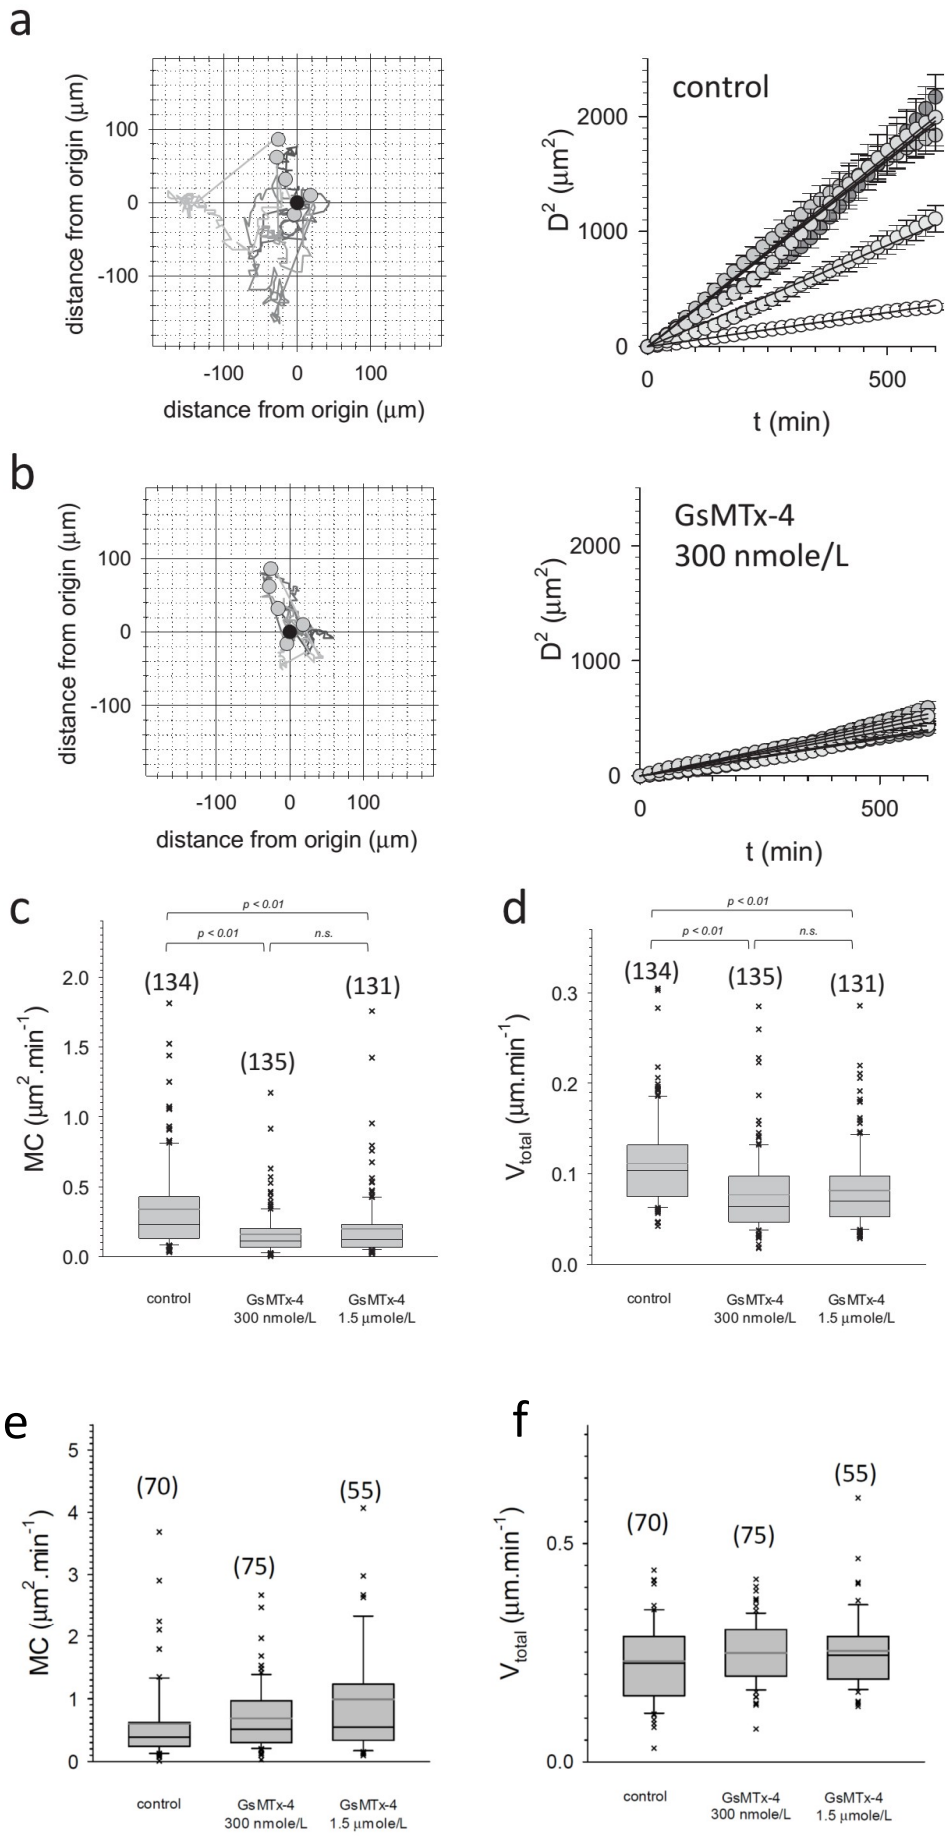 a
distance from origin (μm)
100
0
-100
-100 0 100
distance from origin (μm)
control
D² (μm²)
2000
1000
0
0 500
t (min)
b
distance from origin (μm)
100
0
-100
-100 0 100
distance from origin (μm)
GsMTx-4
300 nmole/L
D² (μm²)
2000
1000
0
0 500
t (min)
c
p < 0.01
p < 0.01 n.s.
(134)
(135)
(131)
MC (μm².min⁻¹)
2.0
1.5
1.0
0.5
0.0
control
GsMTx-4
300 nmole/L
GsMTx-4
1.5 μmole/L
d
p < 0.01
p < 0.01 n.s.
(134)
(135)
(131)
Vtotal (μm.min⁻¹)
0.3
0.2
0.1
0.0
control
GsMTx-4
300 nmole/L
GsMTx-4
1.5 μmole/L
e
(70)
(75)
(55)
MC (μm².min⁻¹)
5
4
3
2
1
0
control
GsMTx-4
300 nmole/L
GsMTx-4
1.5 μmole/L
f
(70)
(75)
(55)
Vtotal (μm.min⁻¹)
0.5
0.0
control
GsMTx-4
300 nmole/L
GsMTx-4
1.5 μmole/L